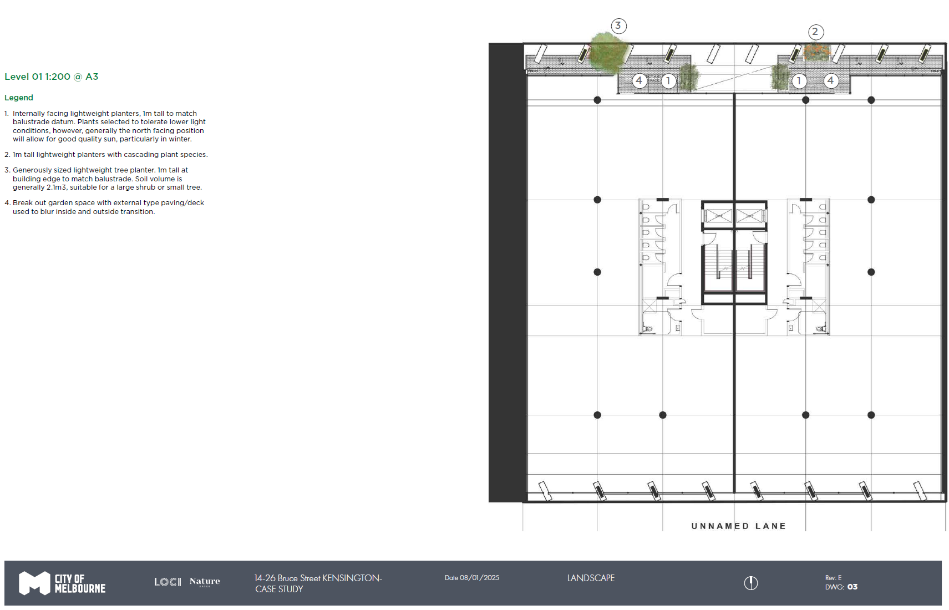 3
2
Level 01 1:200 @ A3
Legend
1. Internally facing lightweight planters, 1m tall to match
balustrade datum. Plants selected to tolerate lower light
conditions, however, generally the north facing position
will allow for good quality sun, particularly in winter.
2. 1m tall lightweight planters with cascading plant species.
3. Generously sized lightweight tree planter. 1m tall at
building edge to match balustrade. Soil volume is
generally 2.1m3, suitable for a large shrub or small tree.
4. Break out garden space with external type paving/deck
used to blur inside and outside transition.
4 1 1 4
UNNAMED LANE
CITY OF
MELBOURNE
LOCII Nature
14-26 Bruce Street KENSINGTON-
CASE STUDY
Date 08/01/2025
LANDSCAPE
Rev. E
DWG: 03